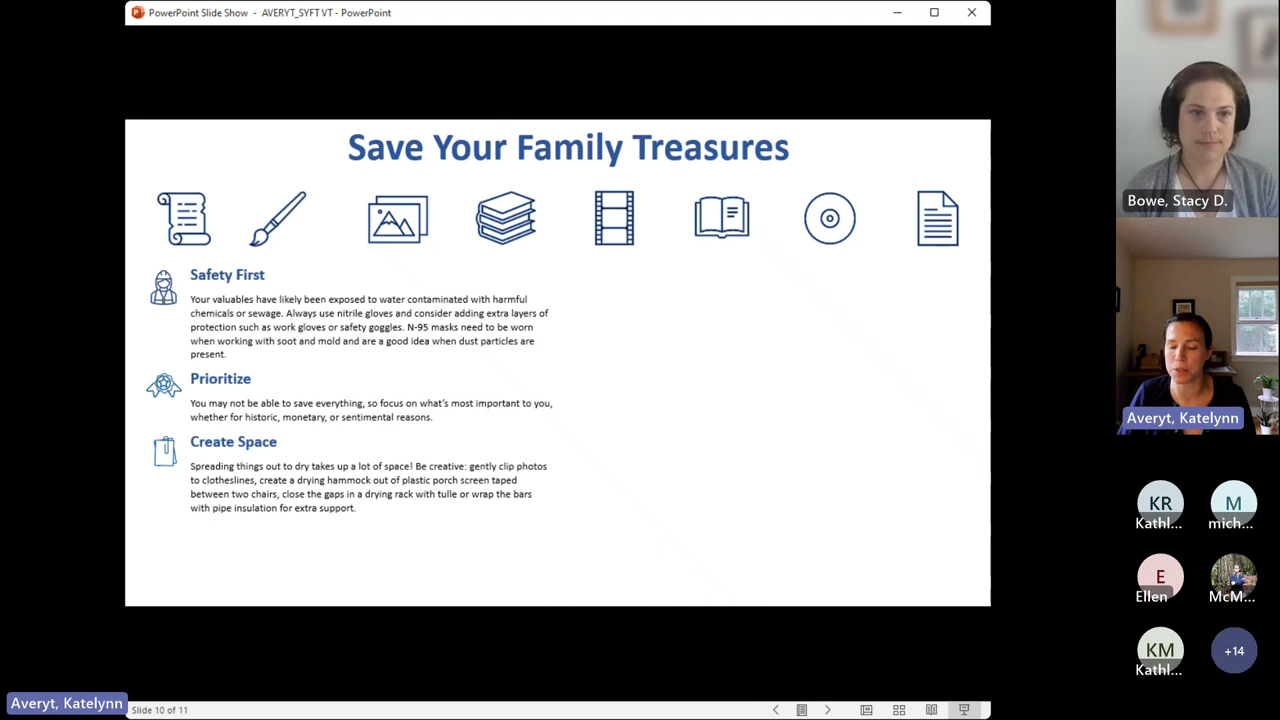 PowerPoint Slide Show - AVERYT_SYFT VT - PowerPoint
Save Your Family Treasures
Safety First
Your valuables have likely been exposed to water contaminated with harmful
chemicals or sewage. Always use nitrile gloves and consider adding extra layers of
protection such as work gloves or safety goggles. N-95 masks need to be worn
when working with soot and mold and are a good idea when dust particles are
present.
Prioritize
You may not be able to save everything, so focus on what's most important to you,
whether for historic, monetary, or sentimental reasons.
Create Space
Spreading things out to dry takes up a lot of space! Be creative: gently clip photos
to clotheslines, create a drying hammock out of plastic porch screen taped
between two chairs, close the gaps in a drying rack with tulle or wrap the bars
with pipe insulation for extra support.
Slide 10 of 11
Averyt, Katelynn
Bowe, Stacy D.
Averyt, Katelynn
KR
Kathl...
M
mich...
E
Ellen
McM...
KM
Kathl...
+14